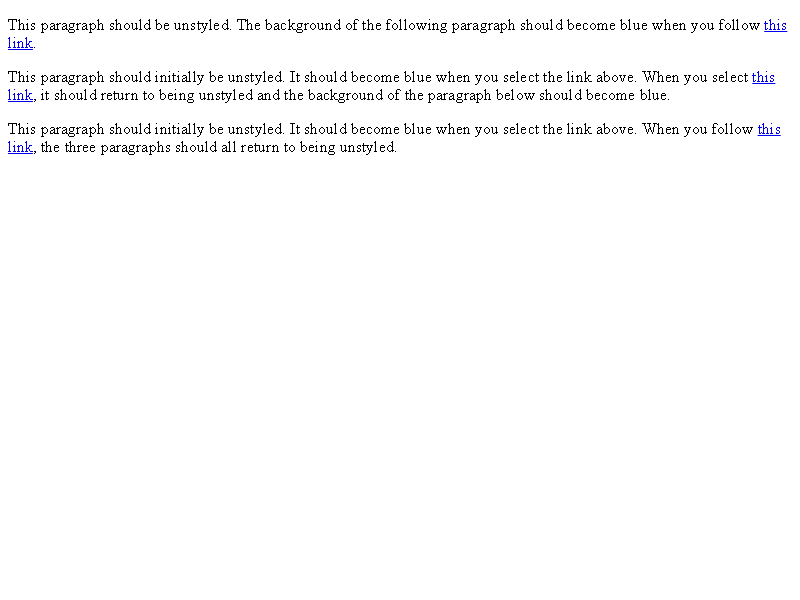 This paragraph should be unstyled. The background of the following paragraph should become blue when you follow this
link.
This paragraph should initially be unstyled. It should become blue when you select the link above. When you select this
link, it should return to being unstyled and the background of the paragraph below should become blue.
This paragraph should initially be unstyled. It should become blue when you select the link above. When you follow this
link, the three paragraphs should all return to being unstyled.